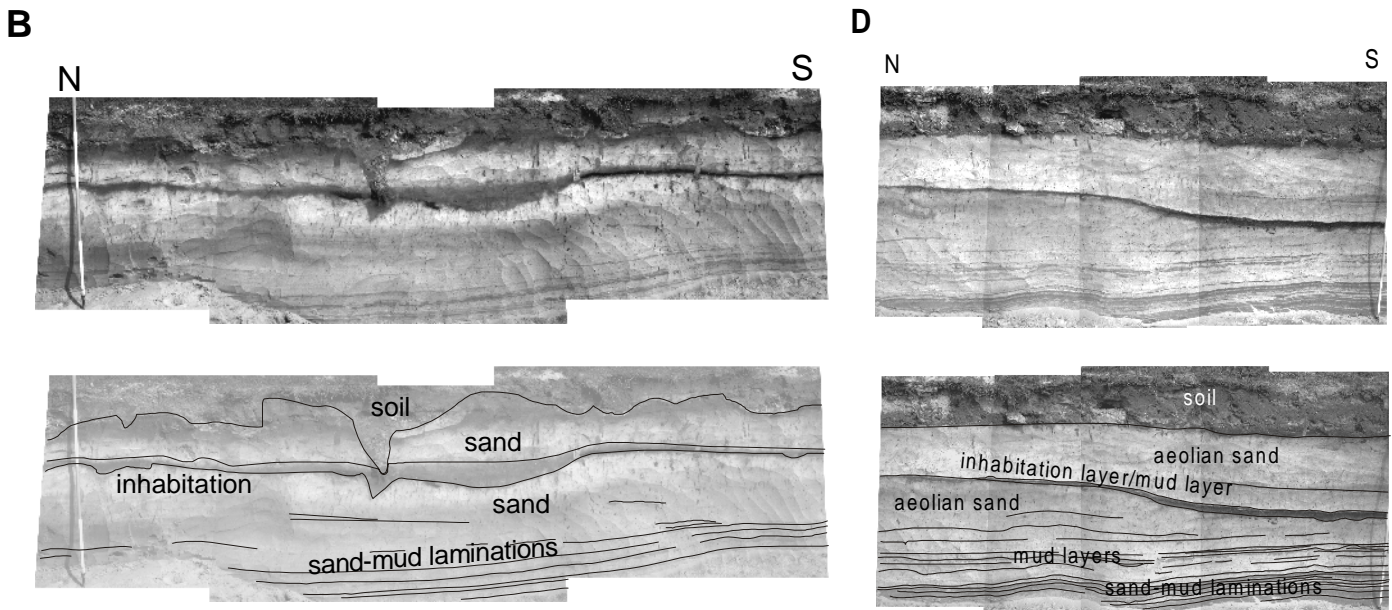 B
N
S
soil
sand
inhabitation
sand
sand-mud laminations
D
N
S
soil
aeolian sand
inhabitation layer/mud layer
aeolian sand
mud layers
sand-mud laminations